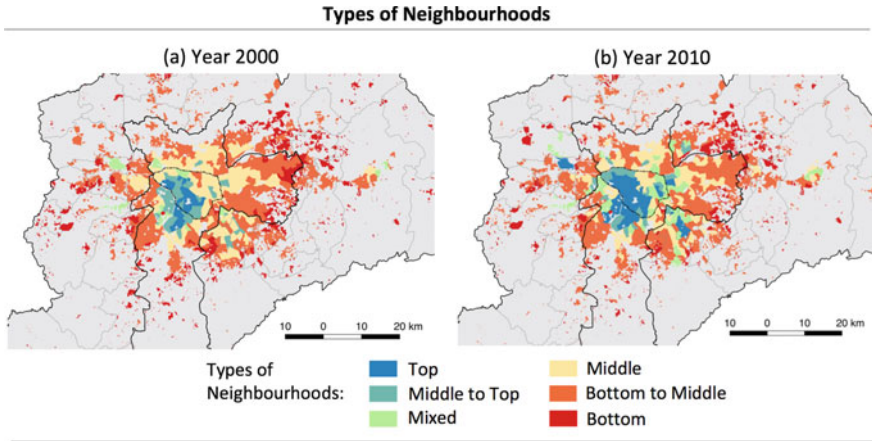 Types of Neighbourhoods
(a) Year 2000
(b) Year 2010
10 0 10 20 km
10 0 10 20 km
Types of
Neighbourhoods:
Top
Middle to Top
Mixed
Middle
Bottom to Middle
Bottom